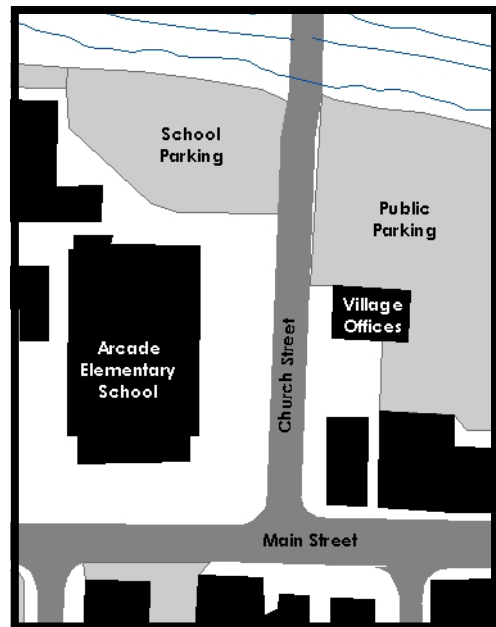 School
Parking
Public
Parking
Village
Offices
Arcade
Elementary
School
Church Street
Main Street